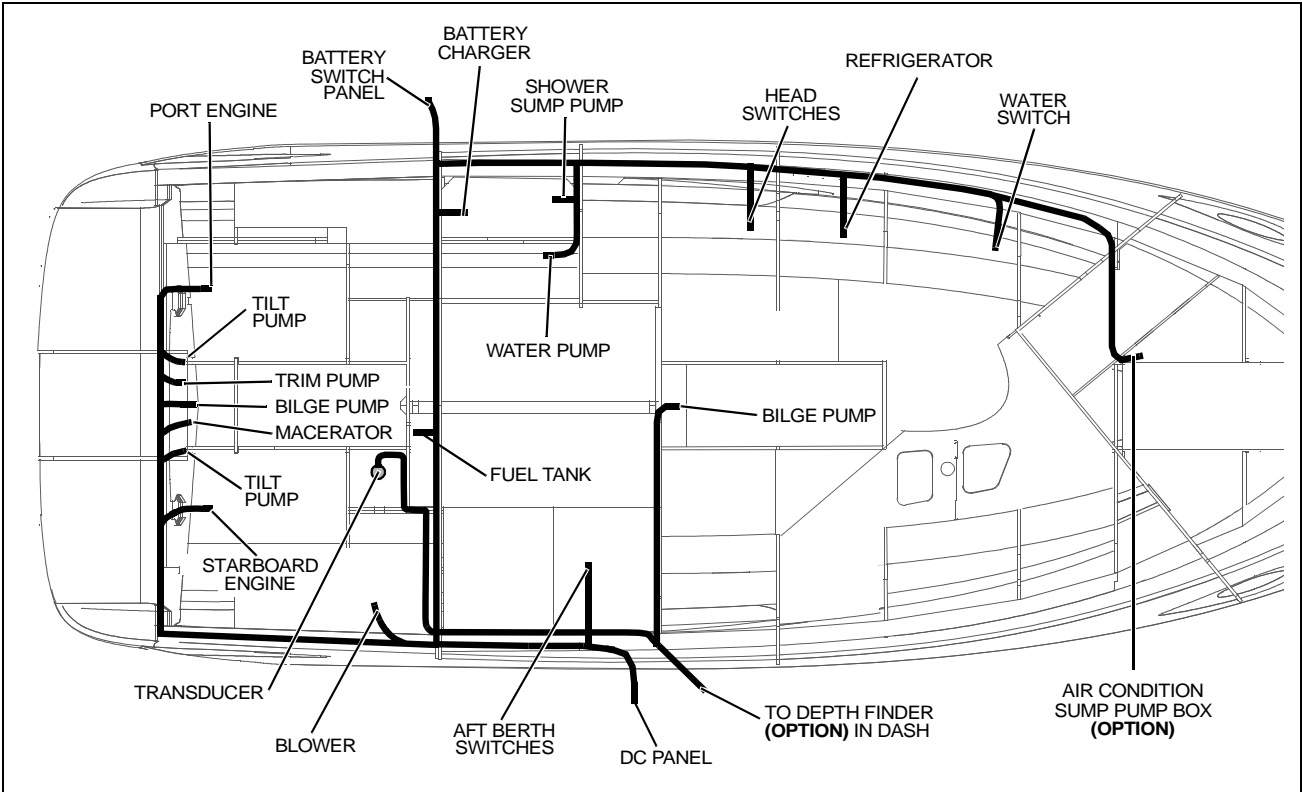 BATTERY
CHARGER
BATTERY
SWITCH
PANEL
PORT ENGINE
SHOWER
SUMP PUMP
HEAD
SWITCHES
REFRIGERATOR
WATER
SWITCH
TILT
PUMP
TRIM PUMP
BILGE PUMP
MACERATOR
TILT
PUMP
STARBOARD
ENGINE
WATER PUMP
FUEL TANK
BILGE PUMP
TRANSDUCER
BLOWER
AFT BERTH
SWITCHES
DC PANEL
TO DEPTH FINDER
(OPTION) IN DASH
AIR CONDITION
SUMP PUMP BOX
(OPTION)